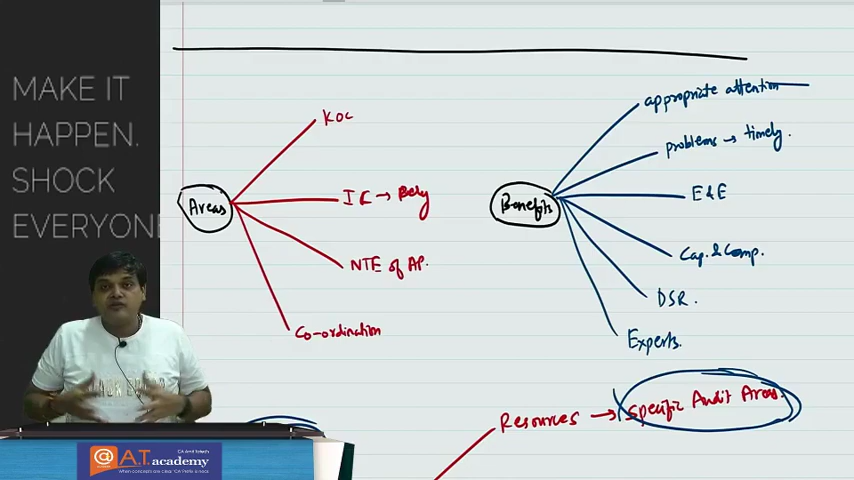 MAKE IT
HAPPEN.
SHOCK
EVERYONE
Areas
KOC
IC → Rely
NTE of AP.
Co-ordination
Benefits
appropriate attention
problems → timely.
E&E
Cap. & Comp.
DSR.
Experts.
Resources → Specific Audit Areas.
@A.T.academy